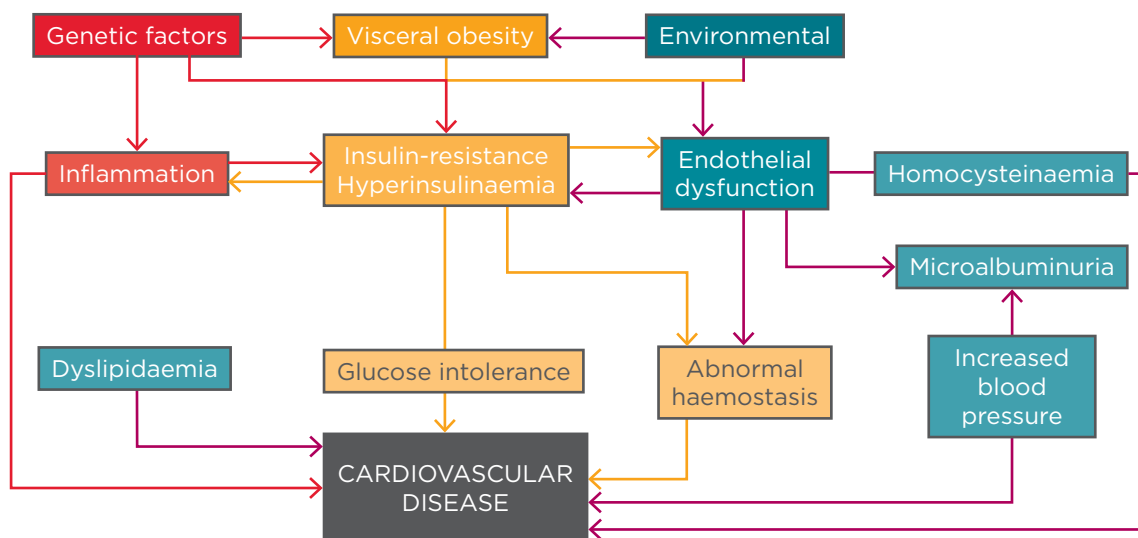 Genetic factors
Visceral obesity
Environmental
Inflammation
Insulin-resistance
Hyperinsulinaemia
Endothelial
dysfunction
Homocysteinaemia
Microalbuminuria
Dyslipidaemia
Glucose intolerance
Abnormal
haemostasis
Increased
blood
pressure
CARDIOVASCULAR
DISEASE